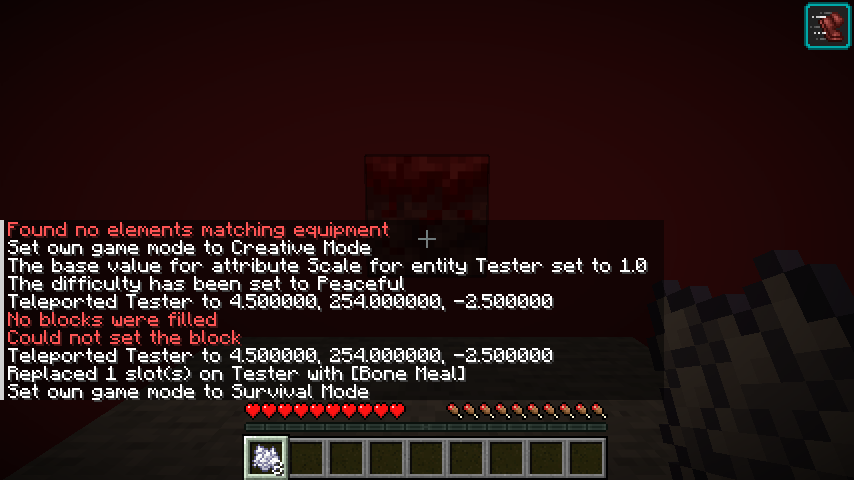 Found no elements matching equipment
Set own game mode to Creative Mode
The base value for attribute Scale for entity Tester set to 1.0
The difficulty has been set to Peaceful
Teleported Tester to 4.500000, 254.000000, -2.500000
No blocks were filled
Could not set the block
Teleported Tester to 4.500000, 254.000000, -2.500000
Replaced 1 slot(s) on Tester with [Bone Meal]
Set own game mode to Survival Mode